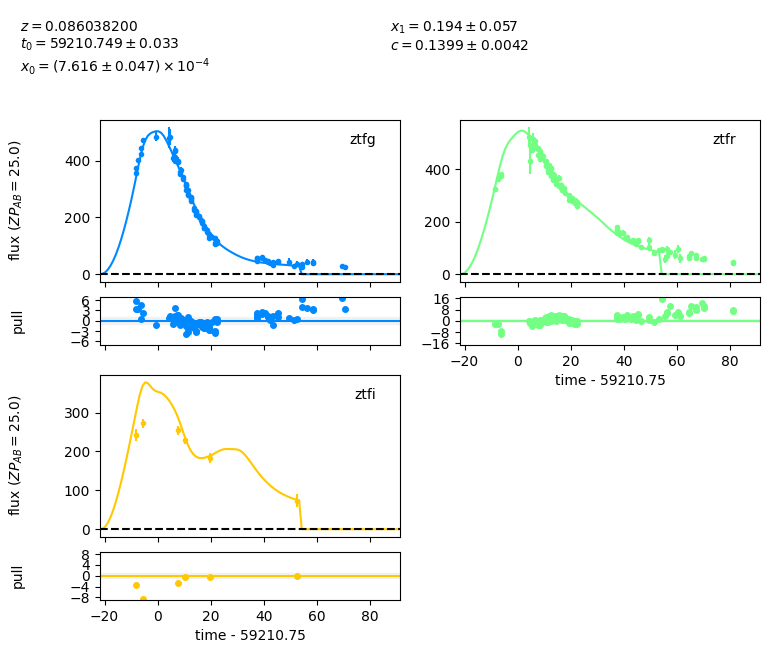 z = 0.086038200
t₀ = 59210.749 ± 0.033
x₀ = (7.616 ± 0.047) × 10⁻⁴
x₁ = 0.194 ± 0.057
c = 0.1399 ± 0.0042
ztfg
flux (ZP_AB = 25.0)
400
200
0
pull
6
3
0
−3
−6
ztfr
400
200
0
16
8
0
−8
−16
−20 0 20 40 60 80
time - 59210.75
ztfi
flux (ZP_AB = 25.0)
300
200
100
0
pull
8
4
0
−4
−8
−20 0 20 40 60 80
time - 59210.75